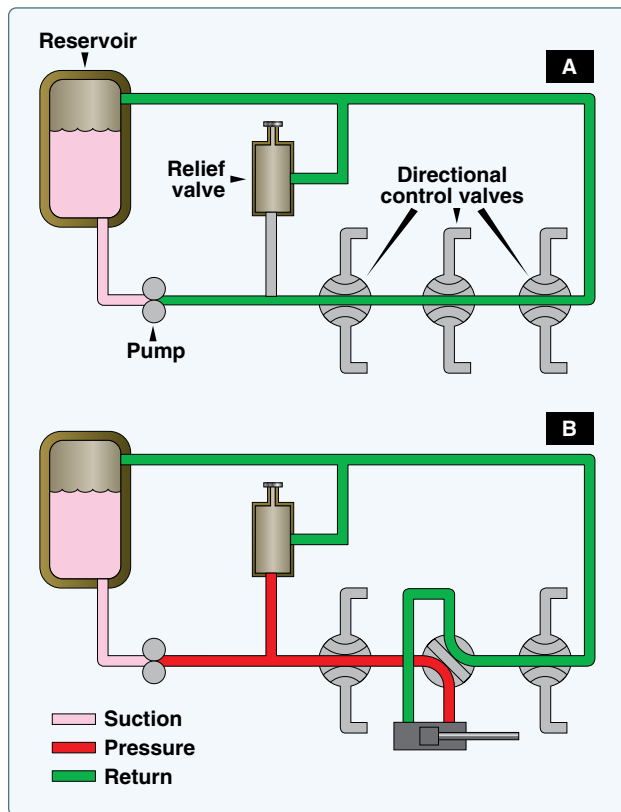 Reservoir
A
Relief
valve
Directional
control valves
Pump
B
Suction
Pressure
Return